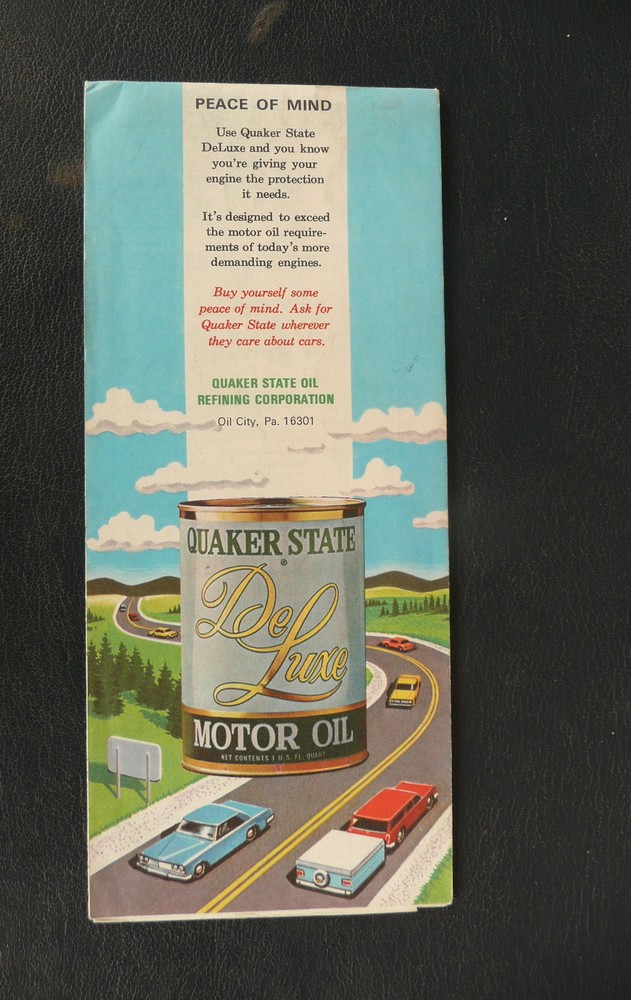 PEACE OF MIND
Use Quaker State
DeLuxe and you know
you're giving your
engine the protection
it needs.
It's designed to exceed
the motor oil require-
ments of today's more
demanding engines.
Buy yourself some
peace of mind. Ask for
Quaker State wherever
they care about cars.
QUAKER STATE OIL
REFINING CORPORATION
Oil City, Pa. 16301
QUAKER STATE
®
De
Luxe
MOTOR OIL
NET CONTENTS 1 U.S. FL. QUART